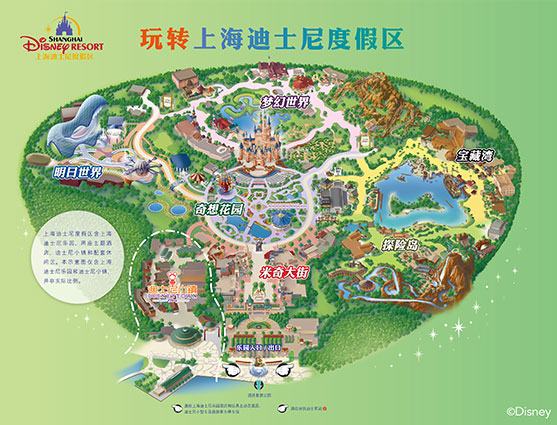 SHANGHAI
Disney RESORT
上海迪士尼度假区
玩转上海迪士尼度假区
梦幻世界
宝藏湾
明日世界
奇想花园
探险岛
米奇大街
迪士尼小镇
乐园入口/出口
上海迪士尼度假区含上海
迪士尼乐园、两座主题酒
店、迪士尼小镇和配套休
闲区。本示意图仅含上海
迪士尼乐园和迪士尼小镇,
并非实际比例。
©Disney